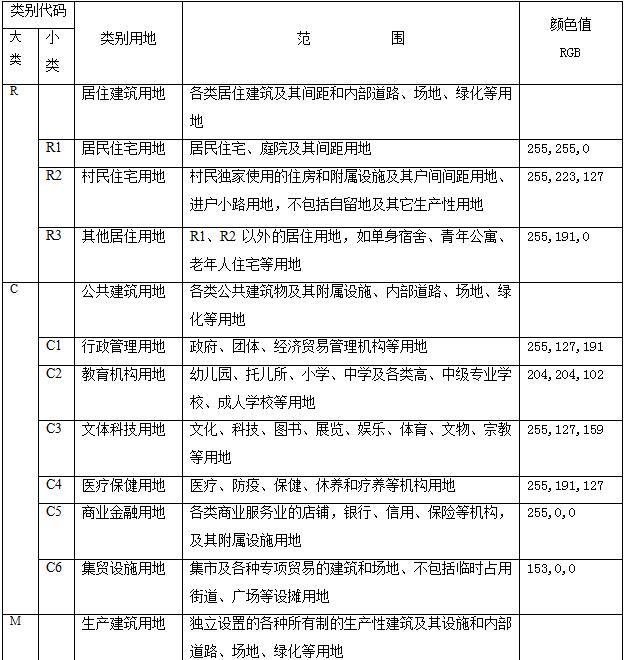 类别代码 类别用地 范 围 颜色值
大 小 RGB
类 类
R 居住建筑用地 各类居住建筑及其间距和内部道路、场地、绿化等用
地
R1 居民住宅用地 居民住宅、庭院及其间距用地 255,255,0
R2 村民住宅用地 村民独家使用的住房和附属设施及其户间间距用地、 255,223,127
进户小路用地，不包括自留地及其它生产性用地
R3 其他居住用地 R1、R2 以外的居住用地，如单身宿舍、青年公寓、 255,191,0
老年人住宅等用地
C 公共建筑用地 各类公共建筑物及其附属设施、内部道路、场地、绿
化等用地
C1 行政管理用地 政府、团体、经济贸易管理机构等用地 255,127,191
C2 教育机构用地 幼儿园、托儿所、小学、中学及各类高、中级专业学 204,204,102
校、成人学校等用地
C3 文体科技用地 文化、科技、图书、展览、娱乐、体育、文物、宗教 255,127,159
等用地
C4 医疗保健用地 医疗、防疫、保健、休养和疗养等机构用地 255,191,127
C5 商业金融用地 各类商业服务业的店铺，银行、信用、保险等机构， 255,0,0
及其附属设施用地
C6 集贸设施用地 集市及各种专项贸易的建筑和场地、不包括临时占用 153,0,0
街道、广场等设摊用地
M 生产建筑用地 独立设置的各种所有制的生产性建筑及其设施和内部
道路、场地、绿化等用地